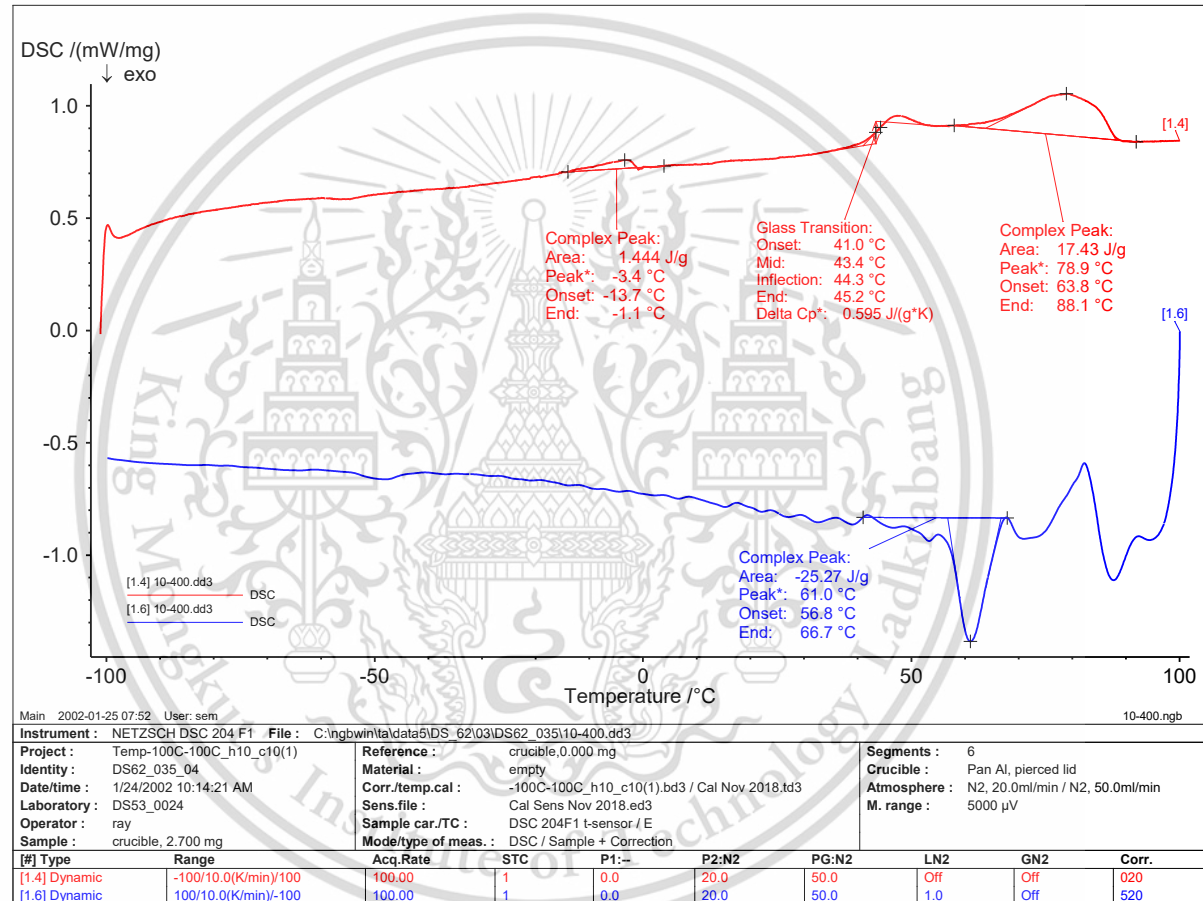 DSC /(mW/mg)
↓ exo
1.0
0.5
0.0
-0.5
-1.0
[1.4]
Complex Peak:
Area: 1.444 J/g
Peak*: -3.4 °C
Onset: -13.7 °C
End: -1.1 °C
Glass Transition:
Onset: 41.0 °C
Mid: 43.4 °C
Inflection: 44.3 °C
End: 45.2 °C
Delta Cp*: 0.595 J/(g*K)
Complex Peak:
Area: 17.43 J/g
Peak*: 78.9 °C
Onset: 63.8 °C
End: 88.1 °C
[1.6]
Complex Peak:
Area: -25.27 J/g
Peak*: 61.0 °C
Onset: 56.8 °C
End: 66.7 °C
[1.4] 10-400.dd3
DSC
[1.6] 10-400.dd3
DSC
-100 -50 0 50 100
Temperature /°C
Main 2002-01-25 07:52 User: sem
10-400.ngb
Instrument : NETZSCH DSC 204 F1 File : C:\ngbwin\ta\data5\DS_62\03\DS62_035\10-400.dd3
Project : Temp-100C-100C_h10_c10(1) Reference : crucible,0.000 mg Segments : 6
Identity : DS62_035_04 Material : empty Crucible : Pan Al, pierced lid
Date/time : 1/24/2002 10:14:21 AM Corr./temp.cal : -100C-100C_h10_c10(1).bd3 / Cal Nov 2018.td3 Atmosphere : N2, 20.0ml/min / N2, 50.0ml/min
Laboratory : DS53_0024 Sens.file : Cal Sens Nov 2018.ed3 M. range : 5000 µV
Operator : ray Sample car./TC : DSC 204F1 t-sensor / E
Sample : crucible, 2.700 mg Mode/type of meas. : DSC / Sample + Correction
[#] Type Range Acq.Rate STC P1:-- P2:N2 PG:N2 LN2 GN2 Corr.
[1.4] Dynamic -100/10.0(K/min)/100 100.00 1 0.0 20.0 50.0 Off Off 020
[1.6] Dynamic 100/10.0(K/min)/-100 100.00 1 0.0 20.0 50.0 1.0 Off 520
King Mongkuts Institute of Technology Ladkrabang